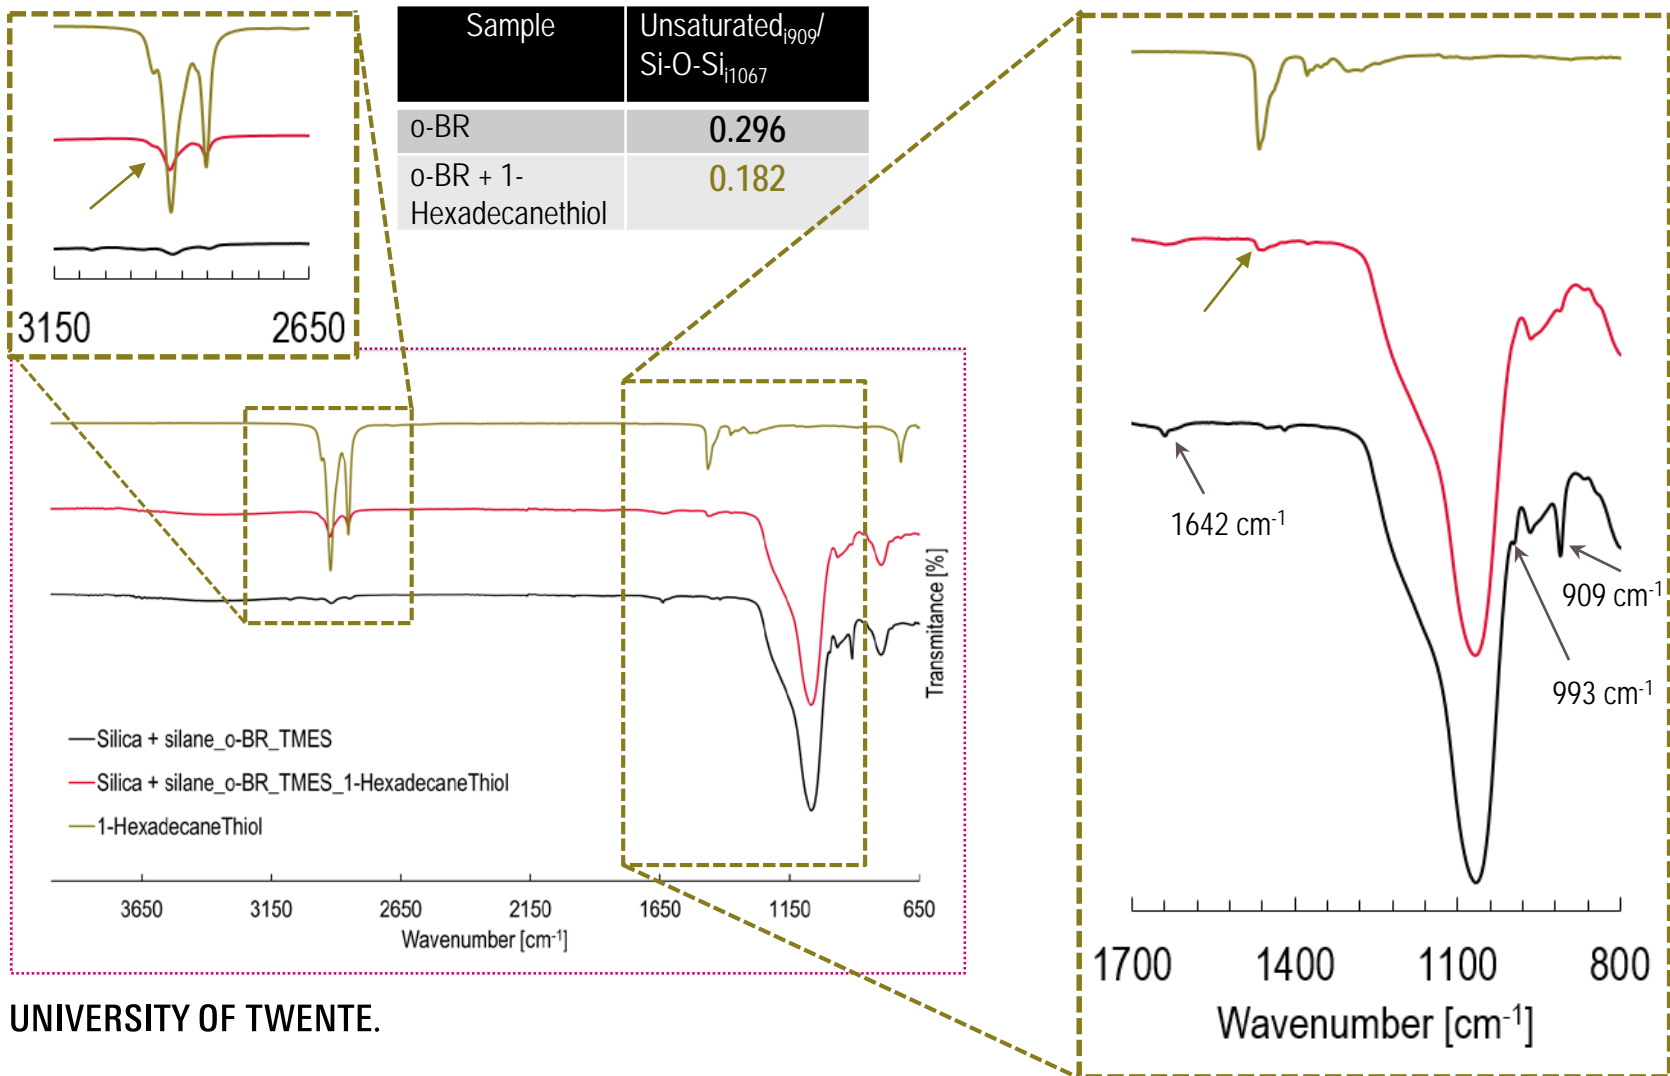 Sample
Unsaturated_i909/
Si-O-Si_i1067
o-BR
0.296
o-BR + 1-
Hexadecanethiol
0.182
3150
2650
Transmitance [%]
Silica + silane_o-BR_TMES
Silica + silane_o-BR_TMES_1-HexadecaneThiol
1-HexadecaneThiol
3650 3150 2650 2150 1650 1150 650
Wavenumber [cm⁻¹]
1642 cm⁻¹
909 cm⁻¹
993 cm⁻¹
1700 1400 1100 800
Wavenumber [cm⁻¹]
UNIVERSITY OF TWENTE.